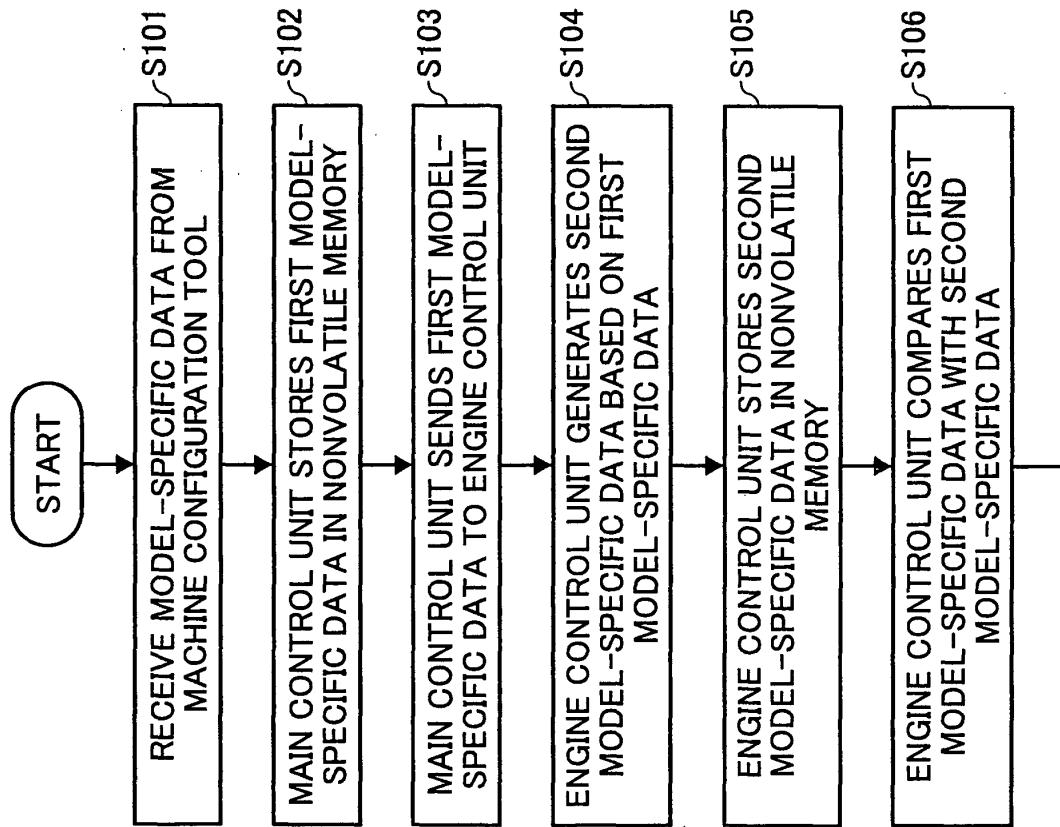 START
S101
RECEIVE MODEL-SPECIFIC DATA FROM
MACHINE CONFIGURATION TOOL
S102
MAIN CONTROL UNIT STORES FIRST MODEL-
SPECIFIC DATA IN NONVOLATILE MEMORY
S103
MAIN CONTROL UNIT SENDS FIRST MODEL-
SPECIFIC DATA TO ENGINE CONTROL UNIT
S104
ENGINE CONTROL UNIT GENERATES SECOND
MODEL-SPECIFIC DATA BASED ON FIRST
MODEL-SPECIFIC DATA
S105
ENGINE CONTROL UNIT STORES SECOND
MODEL-SPECIFIC DATA IN NONVOLATILE
MEMORY
S106
ENGINE CONTROL UNIT COMPARES FIRST
MODEL-SPECIFIC DATA WITH SECOND
MODEL-SPECIFIC DATA